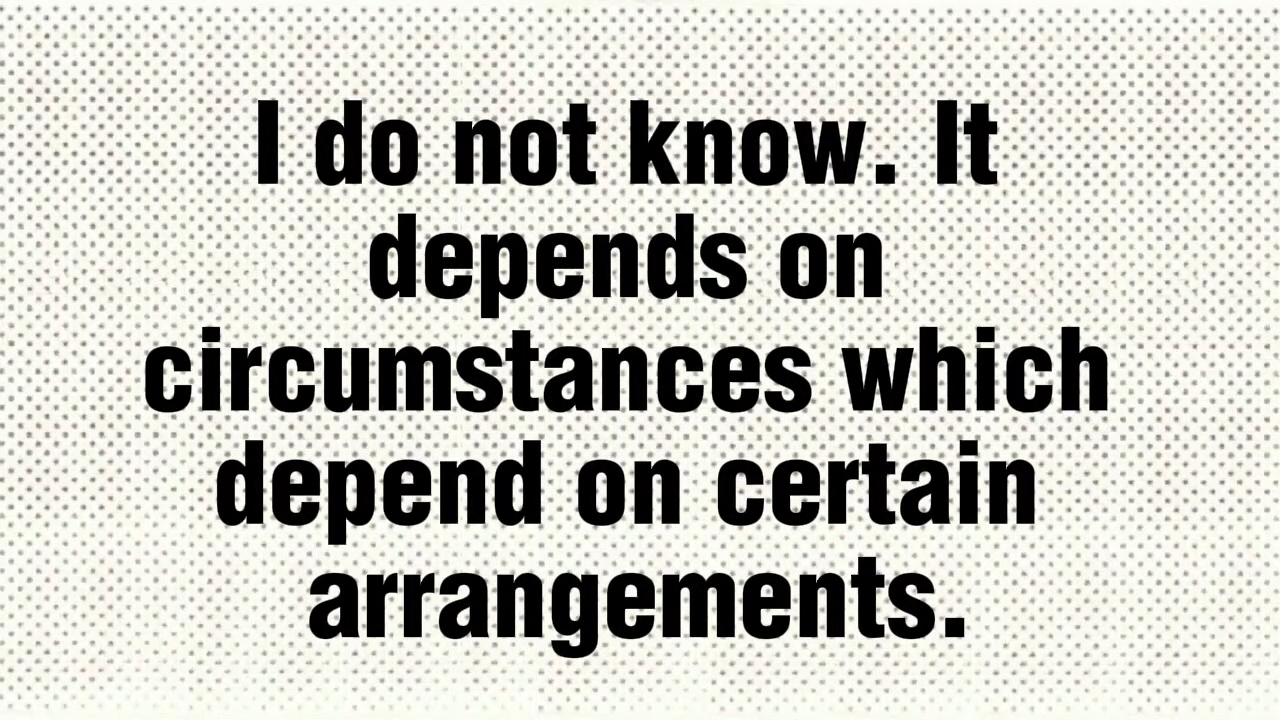 I do not know. It
depends on
circumstances which
depend on certain
arrangements.